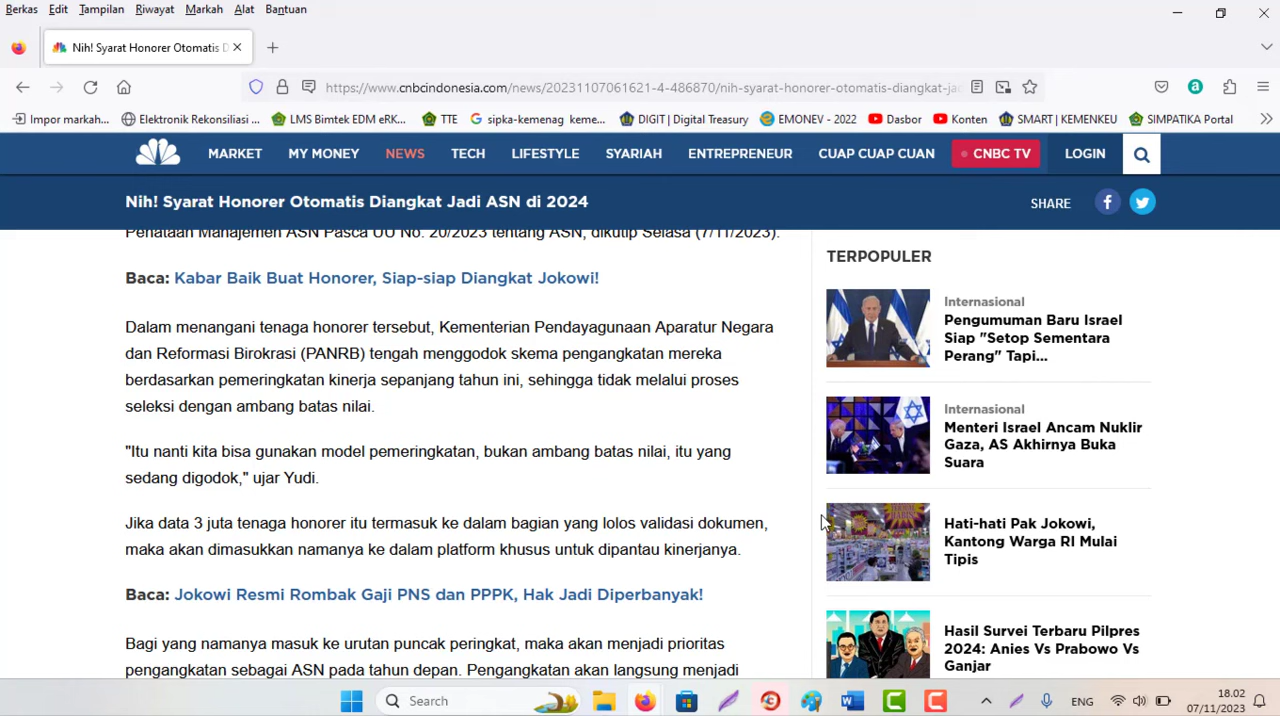 Berkas Edit Tampilan Riwayat Markah Alat Bantuan
Nih! Syarat Honorer Otomatis D
https://www.cnbcindonesia.com/news/20231107061621-4-486870/nih-syarat-honorer-otomatis-diangkat-ja
Impor markah... Elektronik Rekonsiliasi ... LMS Bimtek EDM eRK... TTE sipka-kemenag keme... DIGIT | Digital Treasury EMONEV - 2022 Dasbor Konten SMART | KEMENKEU SIMPATIKA Portal
MARKET MY MONEY NEWS TECH LIFESTYLE SYARIAH ENTREPRENEUR CUAP CUAP CUAN CNBC TV LOGIN
Nih! Syarat Honorer Otomatis Diangkat Jadi ASN di 2024 SHARE
Penataan Manajemen ASN Pasca UU No. 20/2023 tentang ASN, dikutip Selasa (7/11/2023).
Baca: Kabar Baik Buat Honorer, Siap-siap Diangkat Jokowi!
Dalam menangani tenaga honorer tersebut, Kementerian Pendayagunaan Aparatur Negara
dan Reformasi Birokrasi (PANRB) tengah menggodok skema pengangkatan mereka
berdasarkan pemeringkatan kinerja sepanjang tahun ini, sehingga tidak melalui proses
seleksi dengan ambang batas nilai.
"Itu nanti kita bisa gunakan model pemeringkatan, bukan ambang batas nilai, itu yang
sedang digodok," ujar Yudi.
Jika data 3 juta tenaga honorer itu termasuk ke dalam bagian yang lolos validasi dokumen,
maka akan dimasukkan namanya ke dalam platform khusus untuk dipantau kinerjanya.
Baca: Jokowi Resmi Rombak Gaji PNS dan PPPK, Hak Jadi Diperbanyak!
Bagi yang namanya masuk ke urutan puncak peringkat, maka akan menjadi prioritas
pengangkatan sebagai ASN pada tahun depan. Pengangkatan akan langsung menjadi
TERPOPULER
Internasional
Pengumuman Baru Israel
Siap "Setop Sementara
Perang" Tapi...
Internasional
Menteri Israel Ancam Nuklir
Gaza, AS Akhirnya Buka
Suara
Hati-hati Pak Jokowi,
Kantong Warga RI Mulai
Tipis
Hasil Survei Terbaru Pilpres
2024: Anies Vs Prabowo Vs
Ganjar
Search
ENG
18.02
07/11/2023